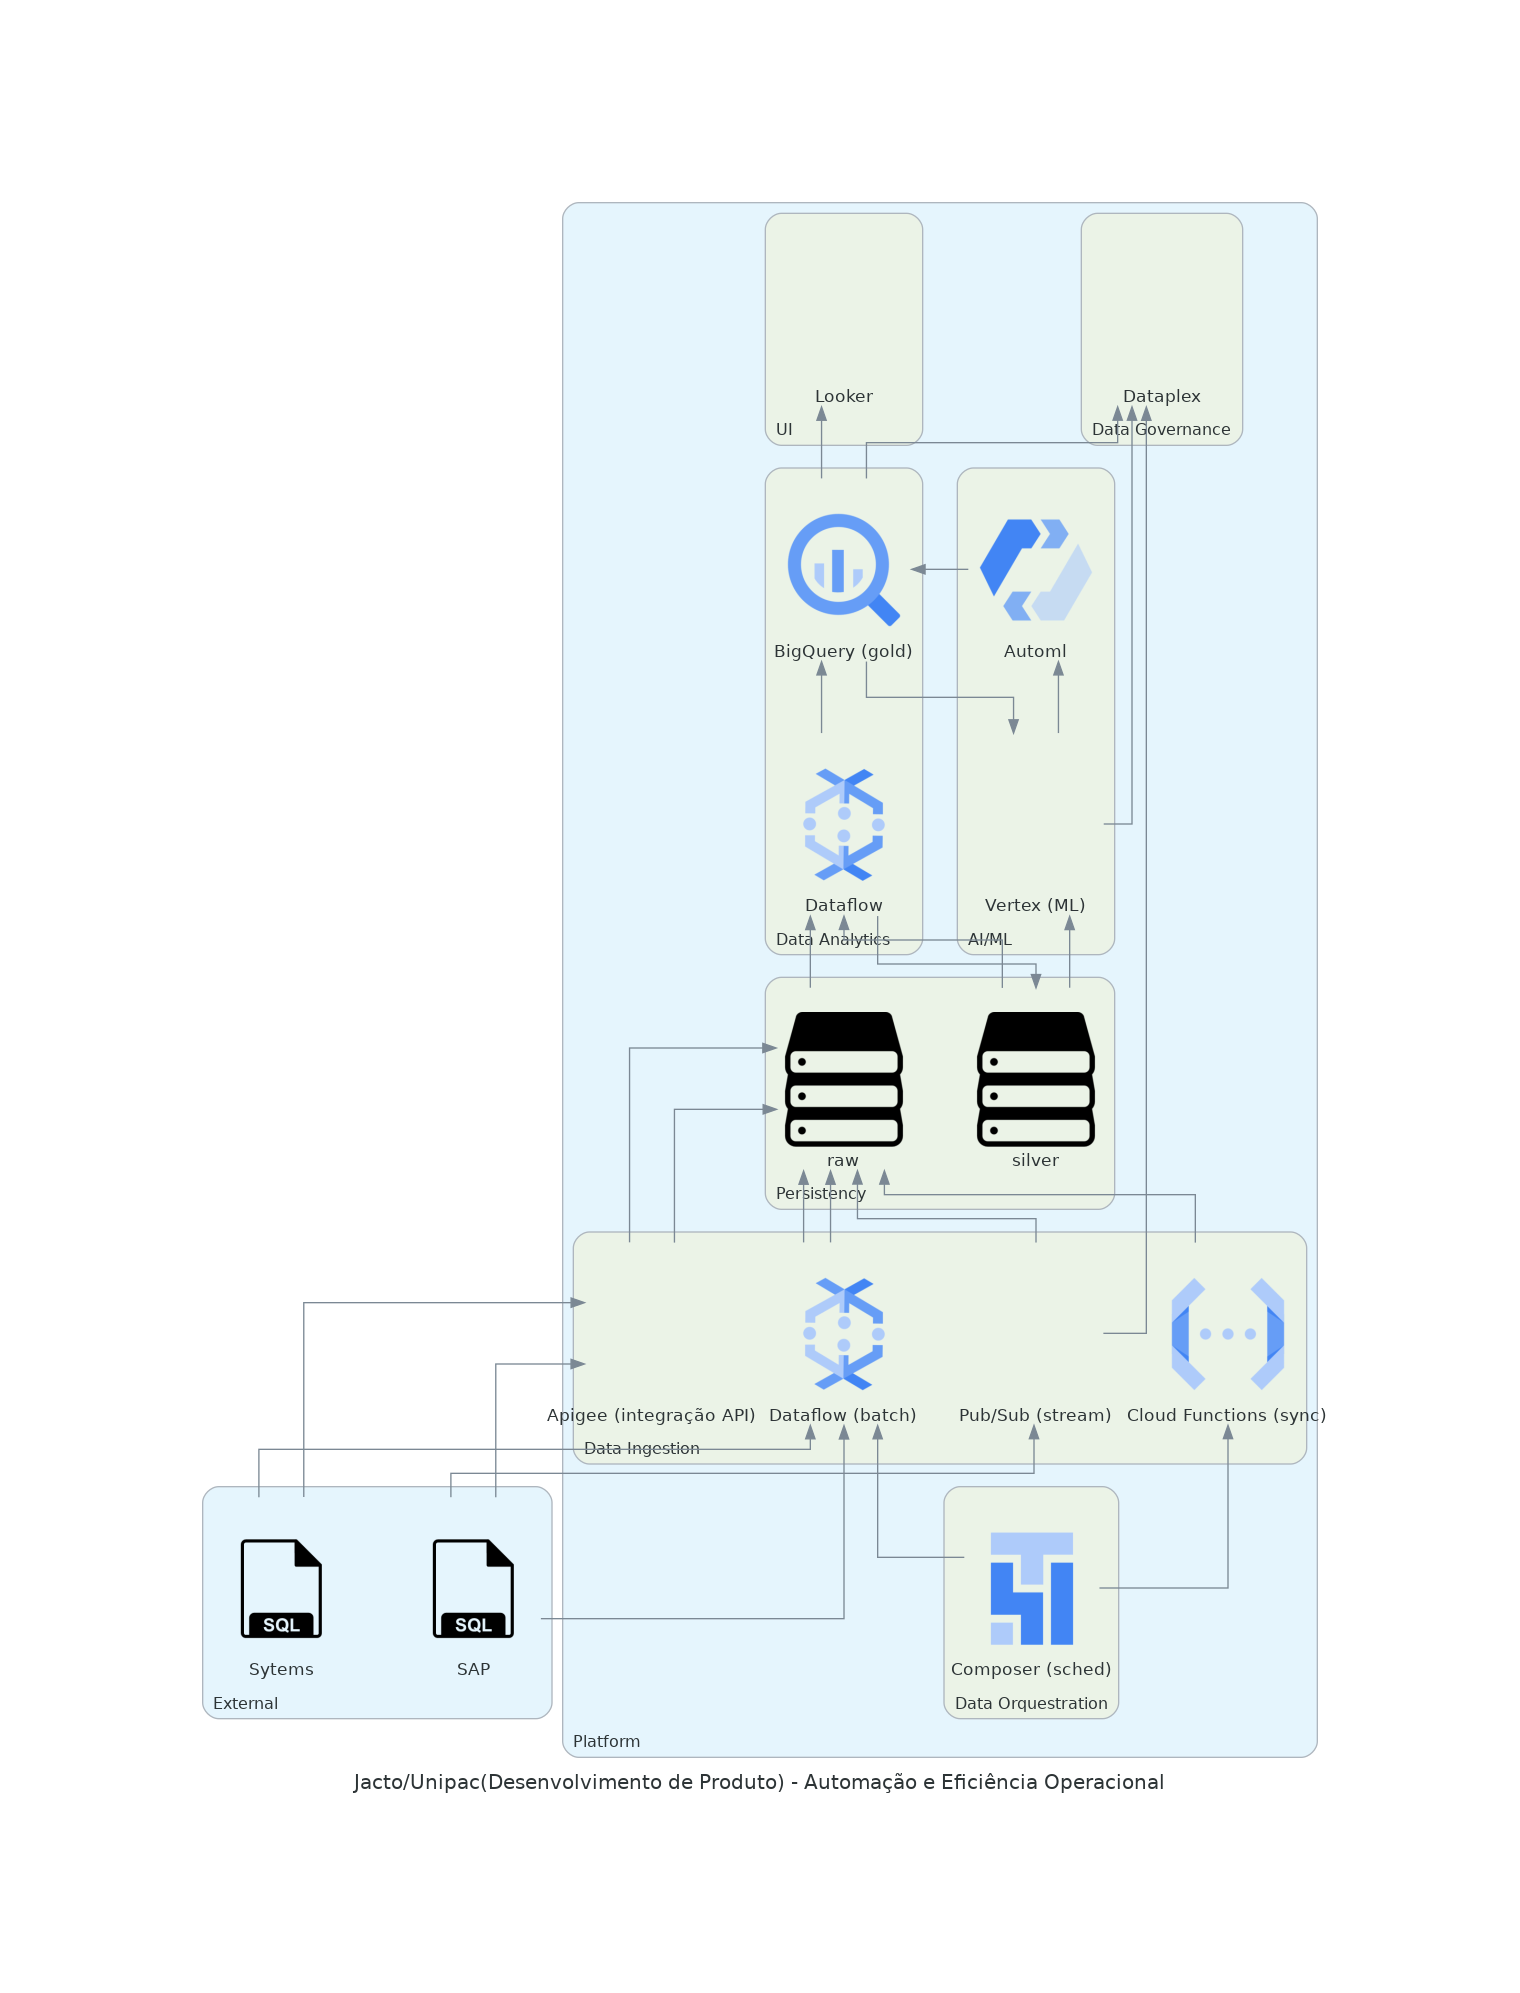 Looker
Dataplex
UI
Data Governance
BigQuery (gold)
Automl
Dataflow
Vertex (ML)
Data Analytics
AI/ML
raw
silver
Persistency
Apigee (integração API)
Dataflow (batch)
Pub/Sub (stream)
Cloud Functions (sync)
Data Ingestion
SQL
SQL
Sytems
SAP
Composer (sched)
External
Data Orquestration
Platform
Jacto/Unipac(Desenvolvimento de Produto) - Automação e Eficiência Operacional